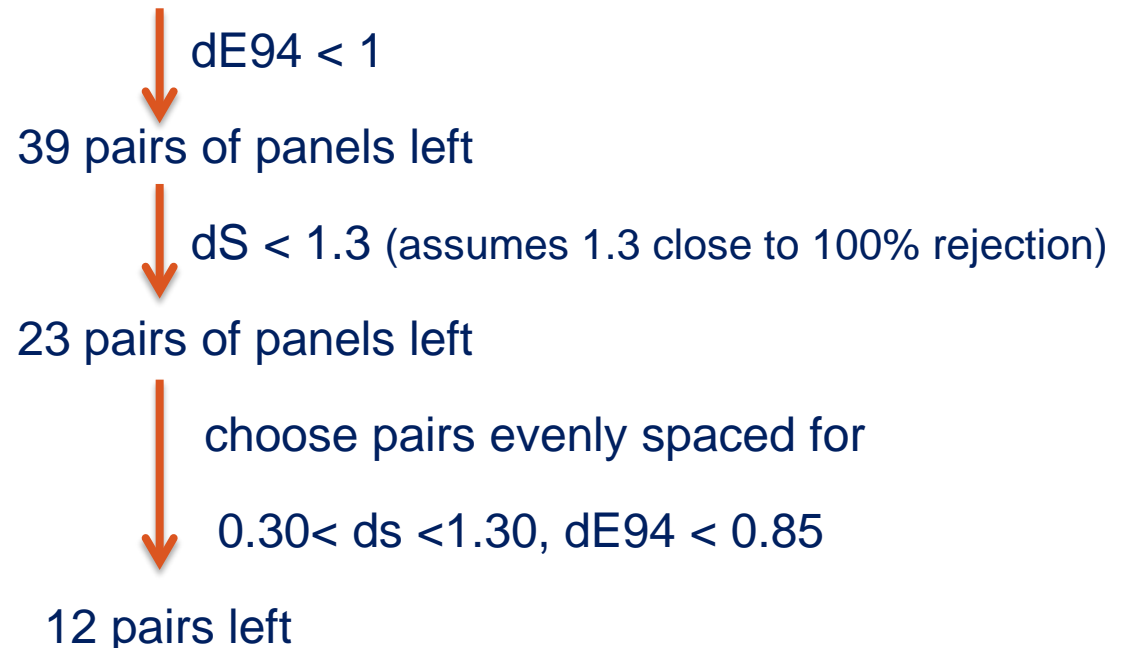 dE94 < 1
39 pairs of panels left
dS < 1.3 (assumes 1.3 close to 100% rejection)
23 pairs of panels left
choose pairs evenly spaced for
0.30< ds <1.30, dE94 < 0.85
12 pairs left